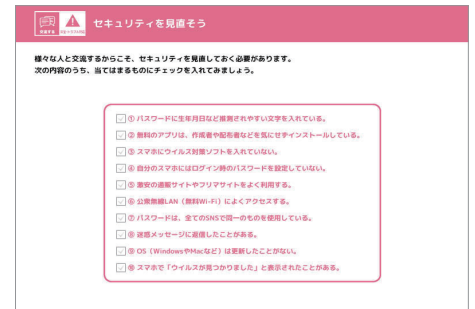 セキュリティを見直そう
様々な人と交流するからこそ、セキュリティを見直しておく必要があります。
次の内容のうち、当てはまるものにチェックを入れてみましょう。
① パスワードに生年月日など推測されやすい文字を入れている。
② 無料のアプリは、作成者や配布者などを気にせずインストールしている。
③ スマホにウイルス対策ソフトを入れていない。
④ 自分のスマホにはログイン時のパスワードを設定していない。
⑤ 激安の通販サイトやフリマサイトをよく利用する。
⑥ 公衆無線LAN（無料Wi-Fi）によくアクセスする。
⑦ パスワードは、全てのSNSで同一のものを使用している。
⑧ 迷惑メッセージに返信したことがある。
⑨ OS（WindowsやMacなど）は更新したことがない。
⑩ スマホで「ウイルスが見つかりました」と表示されたことがある。